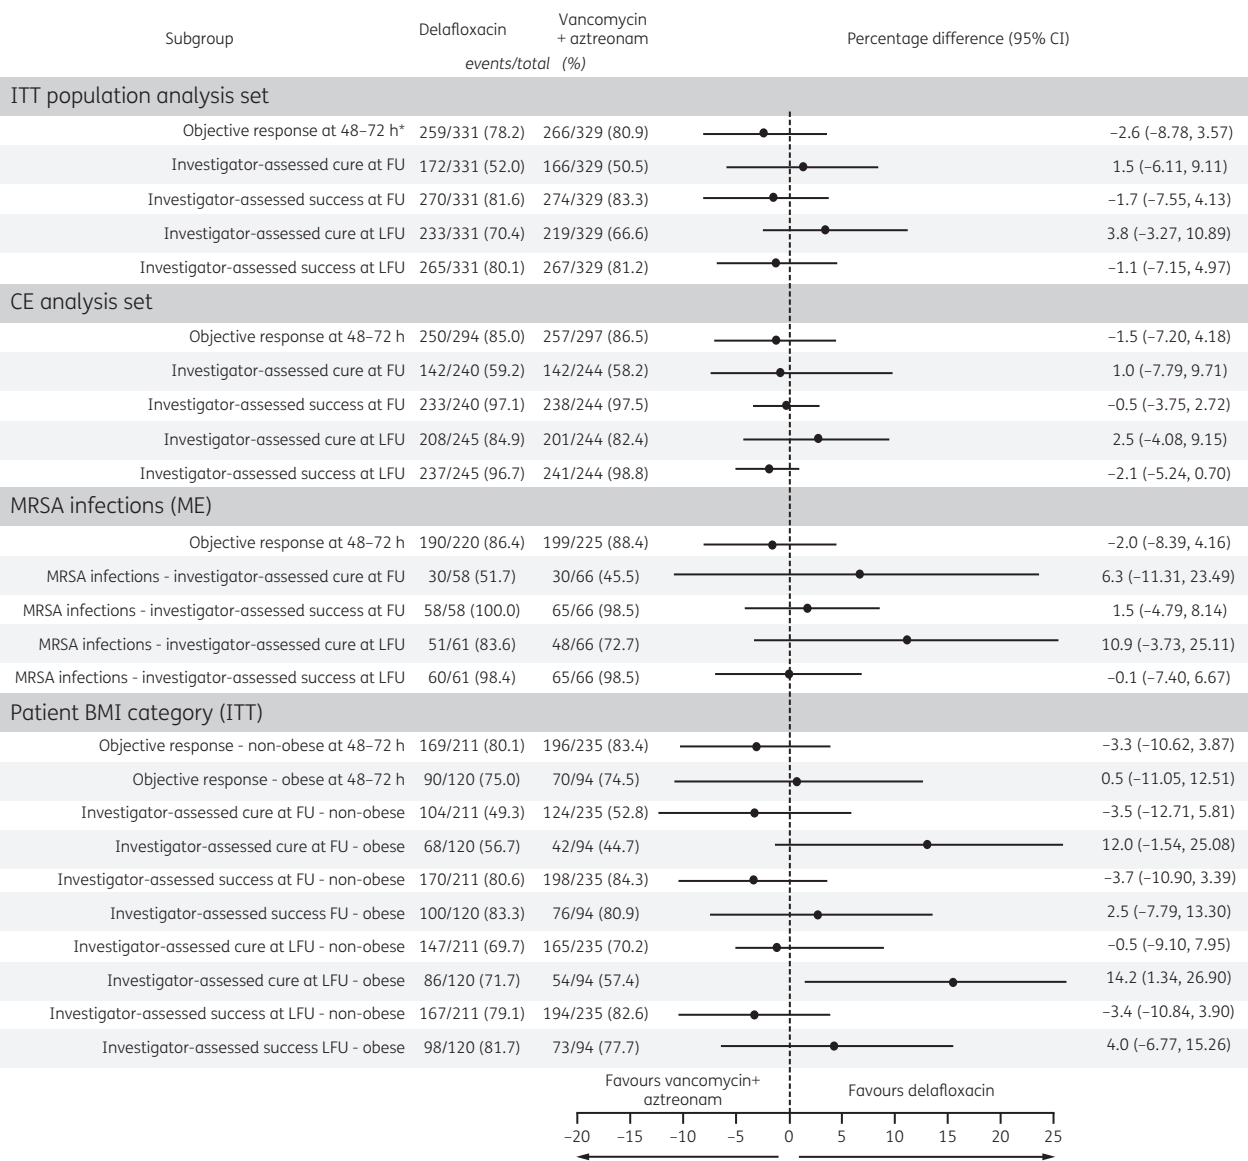 Subgroup Delafloxacin Vancomycin + aztreonam Percentage difference (95% CI)
events/total (%)
ITT population analysis set
Objective response at 48–72 h* 259/331 (78.2) 266/329 (80.9) –2.6 (–8.78, 3.57)
Investigator-assessed cure at FU 172/331 (52.0) 166/329 (50.5) 1.5 (–6.11, 9.11)
Investigator-assessed success at FU 270/331 (81.6) 274/329 (83.3) –1.7 (–7.55, 4.13)
Investigator-assessed cure at LFU 233/331 (70.4) 219/329 (66.6) 3.8 (–3.27, 10.89)
Investigator-assessed success at LFU 265/331 (80.1) 267/329 (81.2) –1.1 (–7.15, 4.97)
CE analysis set
Objective response at 48–72 h 250/294 (85.0) 257/297 (86.5) –1.5 (–7.20, 4.18)
Investigator-assessed cure at FU 142/240 (59.2) 142/244 (58.2) 1.0 (–7.79, 9.71)
Investigator-assessed success at FU 233/240 (97.1) 238/244 (97.5) –0.5 (–3.75, 2.72)
Investigator-assessed cure at LFU 208/245 (84.9) 201/244 (82.4) 2.5 (–4.08, 9.15)
Investigator-assessed success at LFU 237/245 (96.7) 241/244 (98.8) –2.1 (–5.24, 0.70)
MRSA infections (ME)
Objective response at 48–72 h 190/220 (86.4) 199/225 (88.4) –2.0 (–8.39, 4.16)
MRSA infections - investigator-assessed cure at FU 30/58 (51.7) 30/66 (45.5) 6.3 (–11.31, 23.49)
MRSA infections - investigator-assessed success at FU 58/58 (100.0) 65/66 (98.5) 1.5 (–4.79, 8.14)
MRSA infections - investigator-assessed cure at LFU 51/61 (83.6) 48/66 (72.7) 10.9 (–3.73, 25.11)
MRSA infections - investigator-assessed success at LFU 60/61 (98.4) 65/66 (98.5) –0.1 (–7.40, 6.67)
Patient BMI category (ITT)
Objective response - non-obese at 48–72 h 169/211 (80.1) 196/235 (83.4) –3.3 (–10.62, 3.87)
Objective response - obese at 48–72 h 90/120 (75.0) 70/94 (74.5) 0.5 (–11.05, 12.51)
Investigator-assessed cure at FU - non-obese 104/211 (49.3) 124/235 (52.8) –3.5 (–12.71, 5.81)
Investigator-assessed cure at FU - obese 68/120 (56.7) 42/94 (44.7) 12.0 (–1.54, 25.08)
Investigator-assessed success at FU - non-obese 170/211 (80.6) 198/235 (84.3) –3.7 (–10.90, 3.39)
Investigator-assessed success FU - obese 100/120 (83.3) 76/94 (80.9) 2.5 (–7.79, 13.30)
Investigator-assessed cure at LFU - non-obese 147/211 (69.7) 165/235 (70.2) –0.5 (–9.10, 7.95)
Investigator-assessed cure at LFU - obese 86/120 (71.7) 54/94 (57.4) 14.2 (1.34, 26.90)
Investigator-assessed success at LFU - non-obese 167/211 (79.1) 194/235 (82.6) –3.4 (–10.84, 3.90)
Investigator-assessed success LFU - obese 98/120 (81.7) 73/94 (77.7) 4.0 (–6.77, 15.26)
Favours vancomycin+
aztreonam
Favours delafloxacin
–20 –15 –10 –5 0 5 10 15 20 25